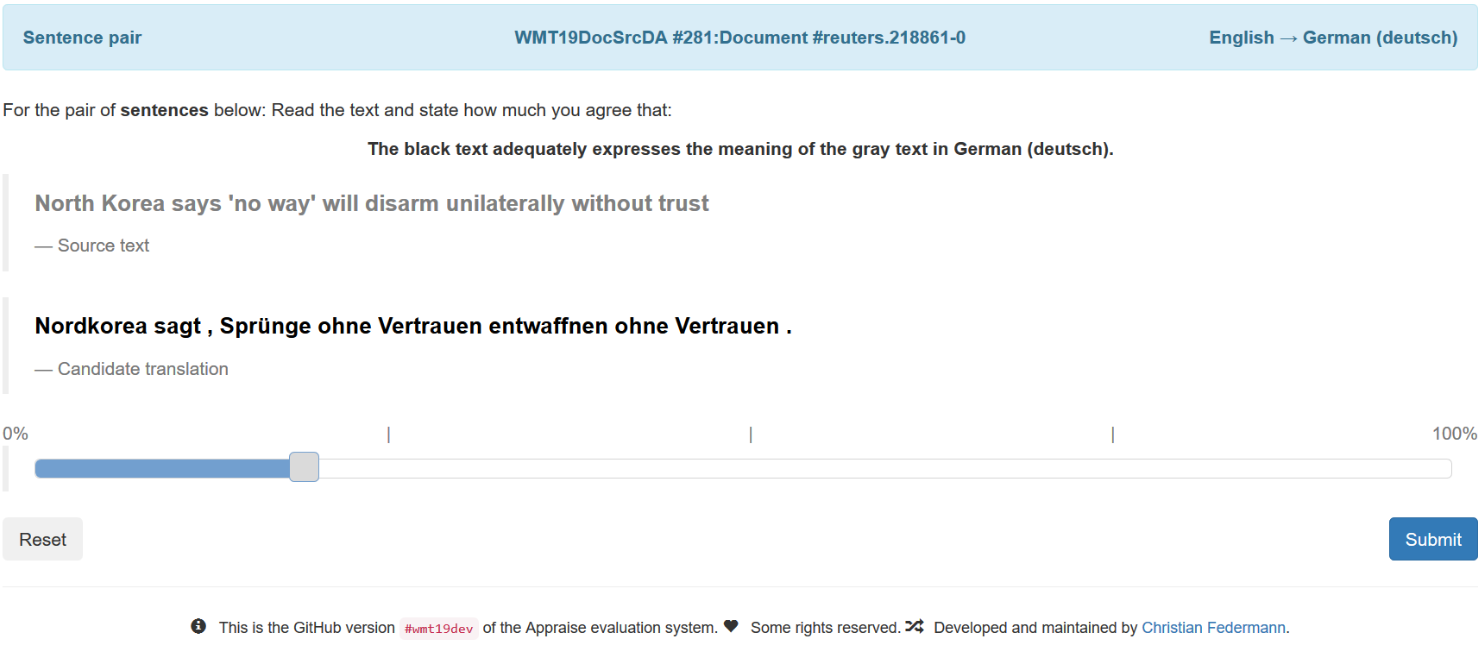 Sentence pair WMT19DocSrcDA #281:Document #reuters.218861-0 English → German (deutsch)
For the pair of sentences below: Read the text and state how much you agree that:
The black text adequately expresses the meaning of the gray text in German (deutsch).
North Korea says 'no way' will disarm unilaterally without trust
— Source text
Nordkorea sagt , Sprünge ohne Vertrauen entwaffnen ohne Vertrauen .
— Candidate translation
0% | | | 100%
Reset Submit
This is the GitHub version #wmt19dev of the Appraise evaluation system. Some rights reserved. Developed and maintained by Christian Federmann.